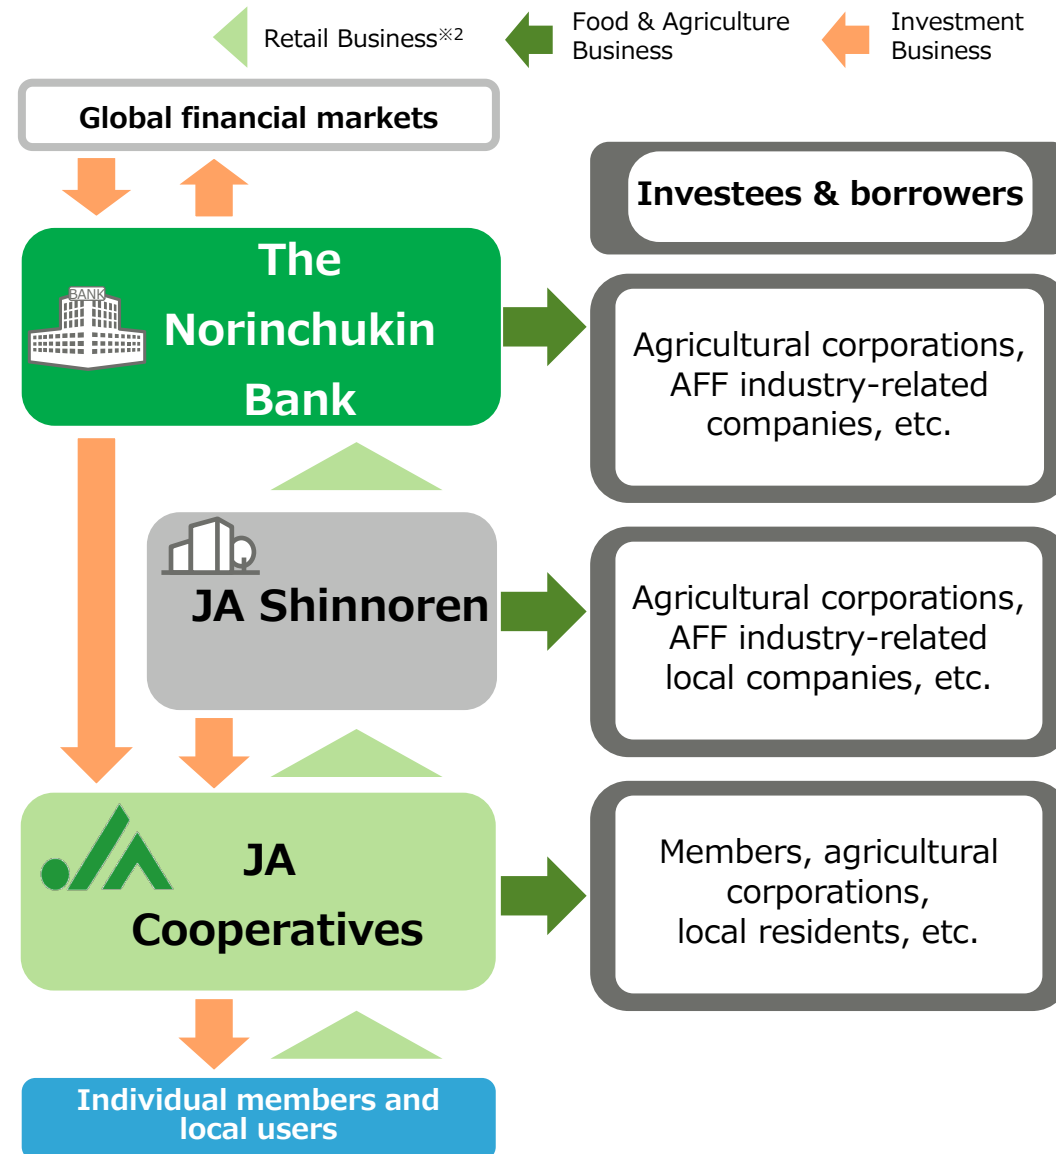 Retail Business※2
Food & Agriculture
Business
Investment
Business
Global financial markets
Investees & borrowers
BANK
The
Norinchukin
Bank
Agricultural corporations,
AFF industry-related
companies, etc.
JA Shinnoren
Agricultural corporations,
AFF industry-related
local companies, etc.
JA
JA
Cooperatives
Members, agricultural
corporations,
local residents, etc.
Individual members and
local users